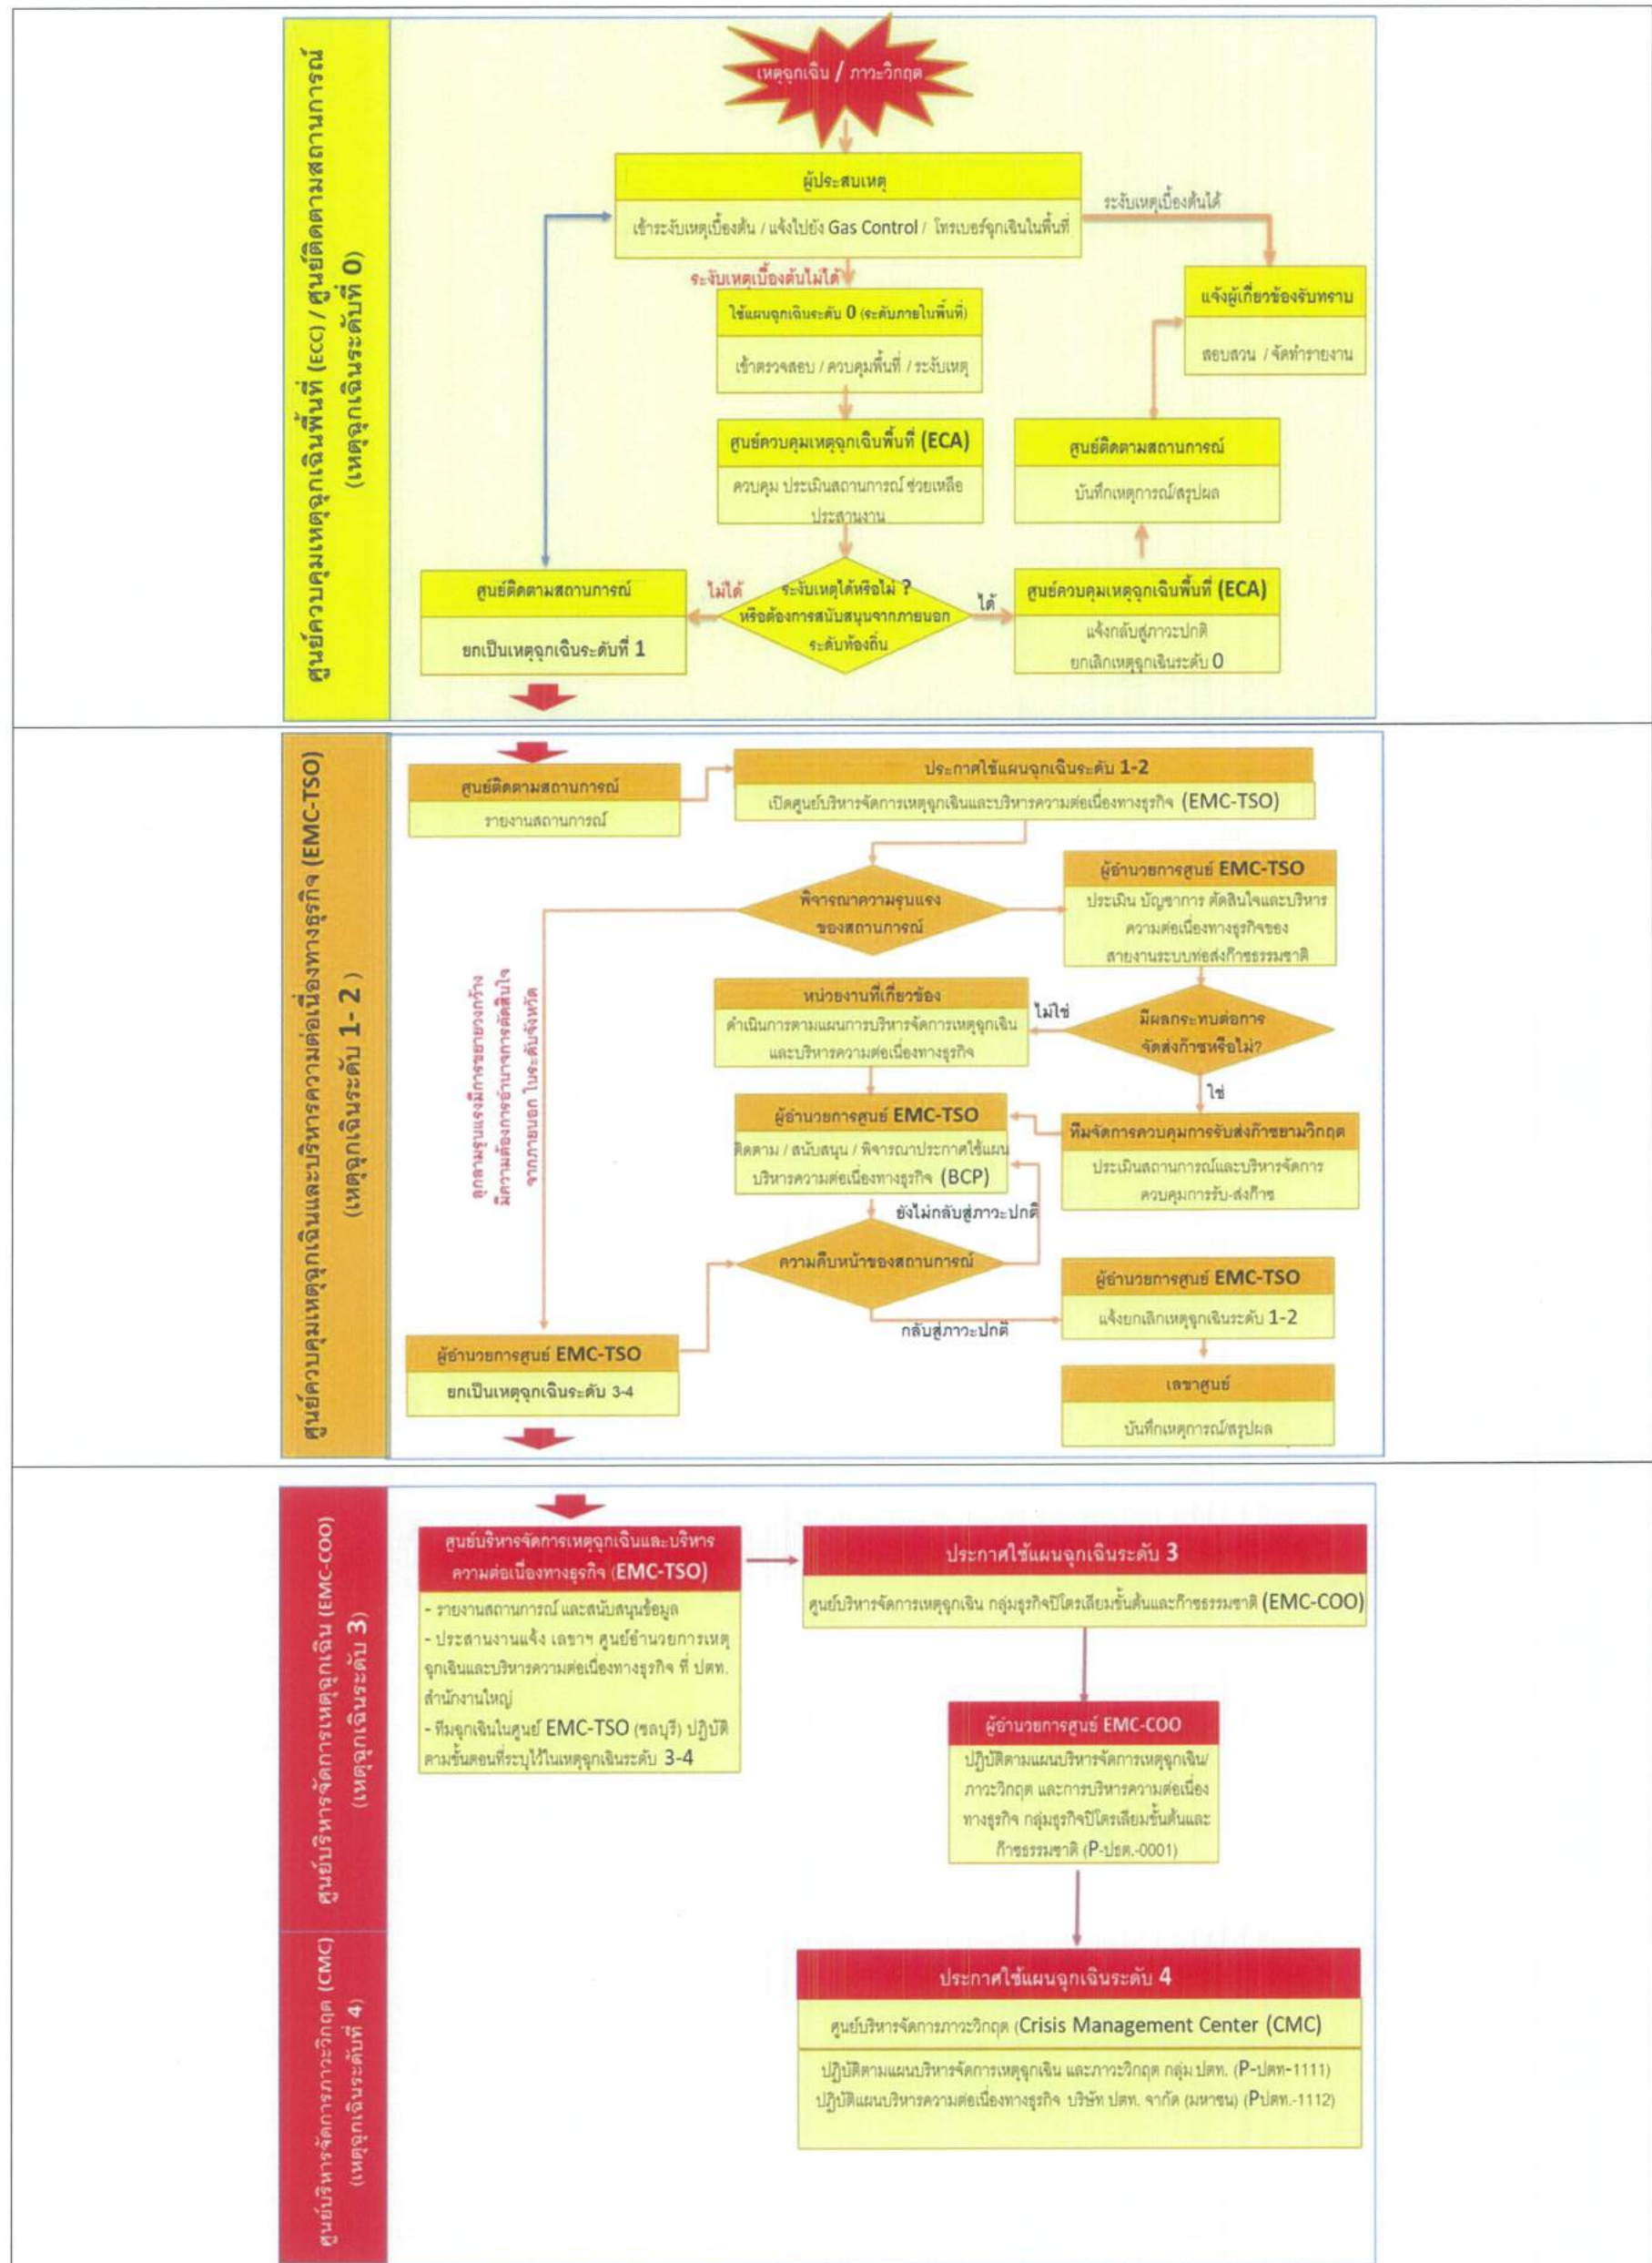 ศูนย์ควบคุมเหตุฉุกเฉินพื้นที่ (ECC) / ศูนย์ติดตามสถานการณ์
(เหตุฉุกเฉินระดับที่ 0)
เหตุฉุกเฉิน / ภาวะวิกฤต
ผู้ประสบเหตุ
เข้าระงับเหตุเบื้องต้น / แจ้งไปยัง Gas Control / โทรเบอร์ฉุกเฉินในพื้นที่
ระงับเหตุเบื้องต้นได้
ระงับเหตุเบื้องต้นไม่ได้
ใช้แผนฉุกเฉินระดับ 0 (ระดับภายในพื้นที่)
เข้าตรวจสอบ / ควบคุมพื้นที่ / ระงับเหตุ
แจ้งผู้เกี่ยวข้องรับทราบ
สอบสวน / จัดทำรายงาน
ศูนย์ควบคุมเหตุฉุกเฉินพื้นที่ (ECA)
ควบคุม ประเมินสถานการณ์ ช่วยเหลือ
ประสานงาน
ศูนย์ติดตามสถานการณ์
บันทึกเหตุการณ์/สรุปผล
ศูนย์ติดตามสถานการณ์
ยกเป็นเหตุฉุกเฉินระดับที่ 1
ไม่ได้
ระงับเหตุได้หรือไม่ ?
หรือต้องการสนับสนุนจากภายนอก
ระดับท้องถิ่น
ได้
ศูนย์ควบคุมเหตุฉุกเฉินพื้นที่ (ECA)
แจ้งกลับสู่ภาวะปกติ
ยกเลิกเหตุฉุกเฉินระดับ 0
ศูนย์ควบคุมเหตุฉุกเฉินและบริหารความต่อเนื่องทางธุรกิจ (EMC-TSO)
(เหตุฉุกเฉินระดับ 1- 2 )
ศูนย์ติดตามสถานการณ์
รายงานสถานการณ์
ประกาศใช้แผนฉุกเฉินระดับ 1-2
เปิดศูนย์บริหารจัดการเหตุฉุกเฉินและบริหารความต่อเนื่องทางธุรกิจ (EMC-TSO)
พิจารณาความรุนแรง
ของสถานการณ์
ผู้อำนวยการศูนย์ EMC-TSO
ประเมิน บัญชาการ ตัดสินใจและบริหาร
ความต่อเนื่องทางธุรกิจของ
สายงานระบบท่อส่งก๊าซธรรมชาติ
ลุกลามรุนแรงมีการขยายวงกว้าง
มีความต้องการอำนาจการตัดสินใจ
จากภายนอก ในระดับจังหวัด
หน่วยงานที่เกี่ยวข้อง
ดำเนินการตามแผนการบริหารจัดการเหตุฉุกเฉิน
และบริหารความต่อเนื่องทางธุรกิจ
ไม่ใช่
มีผลกระทบต่อการ
จัดส่งก๊าซหรือไม่?
ใช่
ผู้อำนวยการศูนย์ EMC-TSO
ติดตาม / สนับสนุน / พิจารณาประกาศใช้แผน
บริหารความต่อเนื่องทางธุรกิจ (BCP)
ทีมจัดการควบคุมการรับส่งก๊าซยามวิกฤต
ประเมินสถานการณ์และบริหารจัดการ
ควบคุมการรับ-ส่งก๊าซ
ยังไม่กลับสู่ภาวะปกติ
ความคืบหน้าของสถานการณ์
กลับสู่ภาวะปกติ
ผู้อำนวยการศูนย์ EMC-TSO
แจ้งยกเลิกเหตุฉุกเฉินระดับ 1-2
ผู้อำนวยการศูนย์ EMC-TSO
ยกเป็นเหตุฉุกเฉินระดับ 3-4
เลขาศูนย์
บันทึกเหตุการณ์/สรุปผล
ศูนย์บริหารจัดการเหตุฉุกเฉิน (EMC-COO)
(เหตุฉุกเฉินระดับ 3)
ศูนย์บริหารจัดการเหตุฉุกเฉินและบริหาร
ความต่อเนื่องทางธุรกิจ (EMC-TSO)
- รายงานสถานการณ์ และสนับสนุนข้อมูล
- ประสานงานแจ้ง เลขาฯ ศูนย์อำนวยการเหตุ
ฉุกเฉินและบริหารความต่อเนื่องทางธุรกิจ ที่ ปตท.
สำนักงานใหญ่
- ทีมฉุกเฉินในศูนย์ EMC-TSO (ชลบุรี) ปฏิบัติ
ตามขั้นตอนที่ระบุไว้ในเหตุฉุกเฉินระดับ 3-4
ประกาศใช้แผนฉุกเฉินระดับ 3
ศูนย์บริหารจัดการเหตุฉุกเฉิน กลุ่มธุรกิจปิโตรเลียมขั้นต้นและก๊าซธรรมชาติ (EMC-COO)
ผู้อำนวยการศูนย์ EMC-COO
ปฏิบัติตามแผนบริหารจัดการเหตุฉุกเฉิน/
ภาวะวิกฤต และการบริหารความต่อเนื่อง
ทางธุรกิจ กลุ่มธุรกิจปิโตรเลียมขั้นต้นและ
ก๊าซธรรมชาติ (P-ปธต.-0001)
ศูนย์บริหารจัดการภาวะวิกฤต (CMC)
(เหตุฉุกเฉินระดับที่ 4)
ประกาศใช้แผนฉุกเฉินระดับ 4
ศูนย์บริหารจัดการภาวะวิกฤต (Crisis Management Center (CMC)
ปฏิบัติตามแผนบริหารจัดการเหตุฉุกเฉิน และภาวะวิกฤต กลุ่ม ปตท. (P-ปตท-1111)
ปฏิบัติแผนบริหารความต่อเนื่องทางธุรกิจ บริษัท ปตท. จำกัด (มหาชน) (Pปตท.-1112)